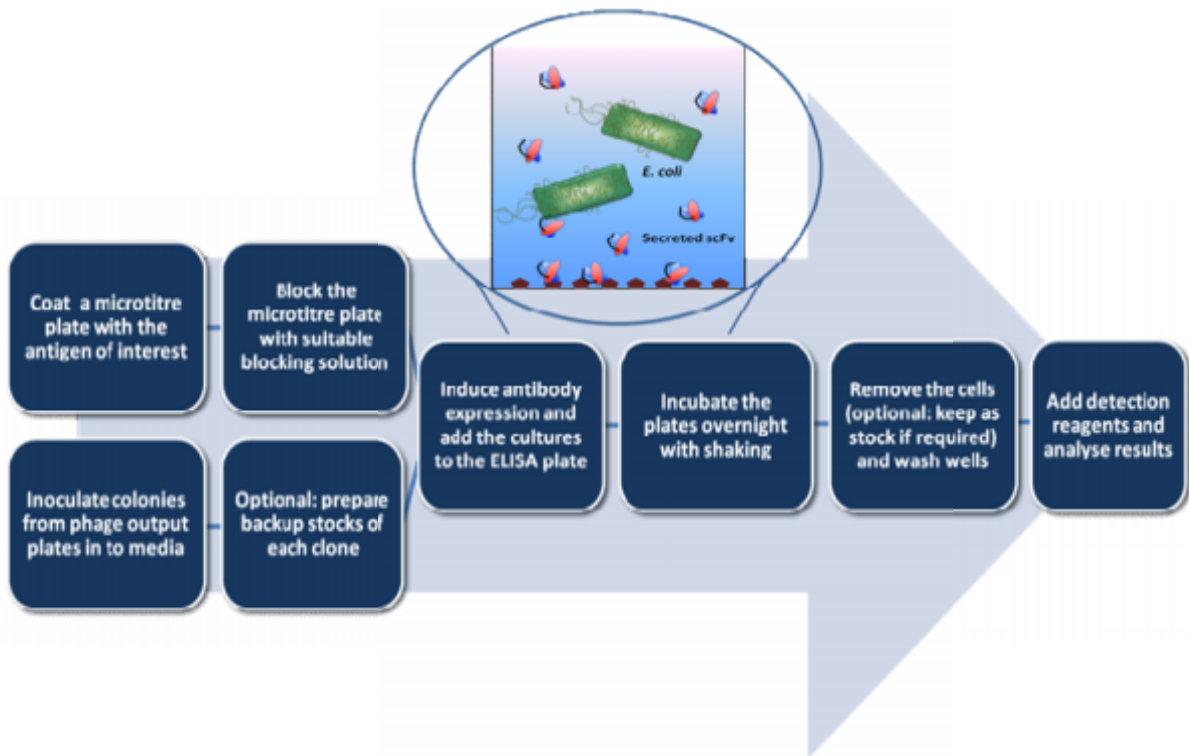 E. coli
Secreted scFv
Coat a microtitre
plate with the
antigen of interest
Block the
microtitre plate
with suitable
blocking solution
Inoculate colonies
from phage output
plates in to media
Optional: prepare
backup stocks of
each clone
Induce antibody
expression and
add the cultures
to the ELISA plate
Incubate the
plates overnight
with shaking
Remove the cells
(optional: keep as
stock if required)
and wash wells
Add detection
reagents and
analyse results